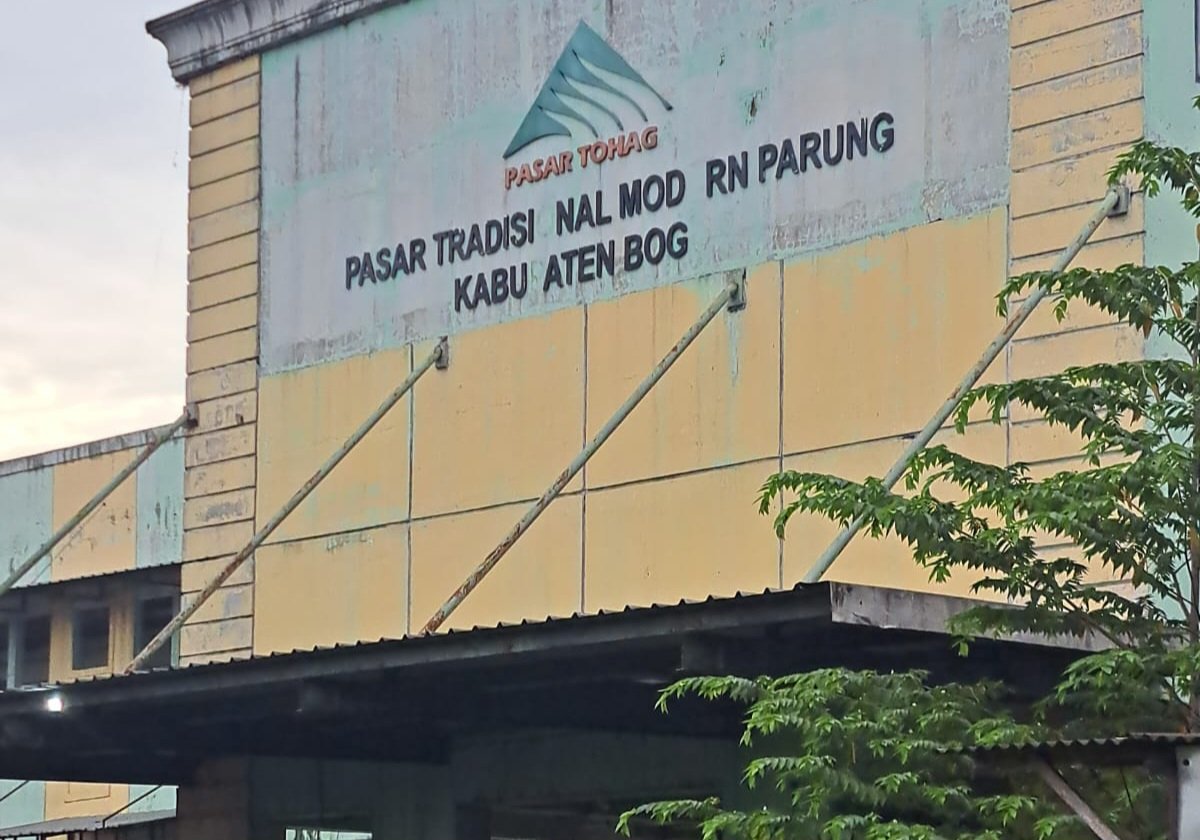 PASAR TOHAG
PASAR TRADISI NAL MOD RN PARUNG
KABU ATEN BOG